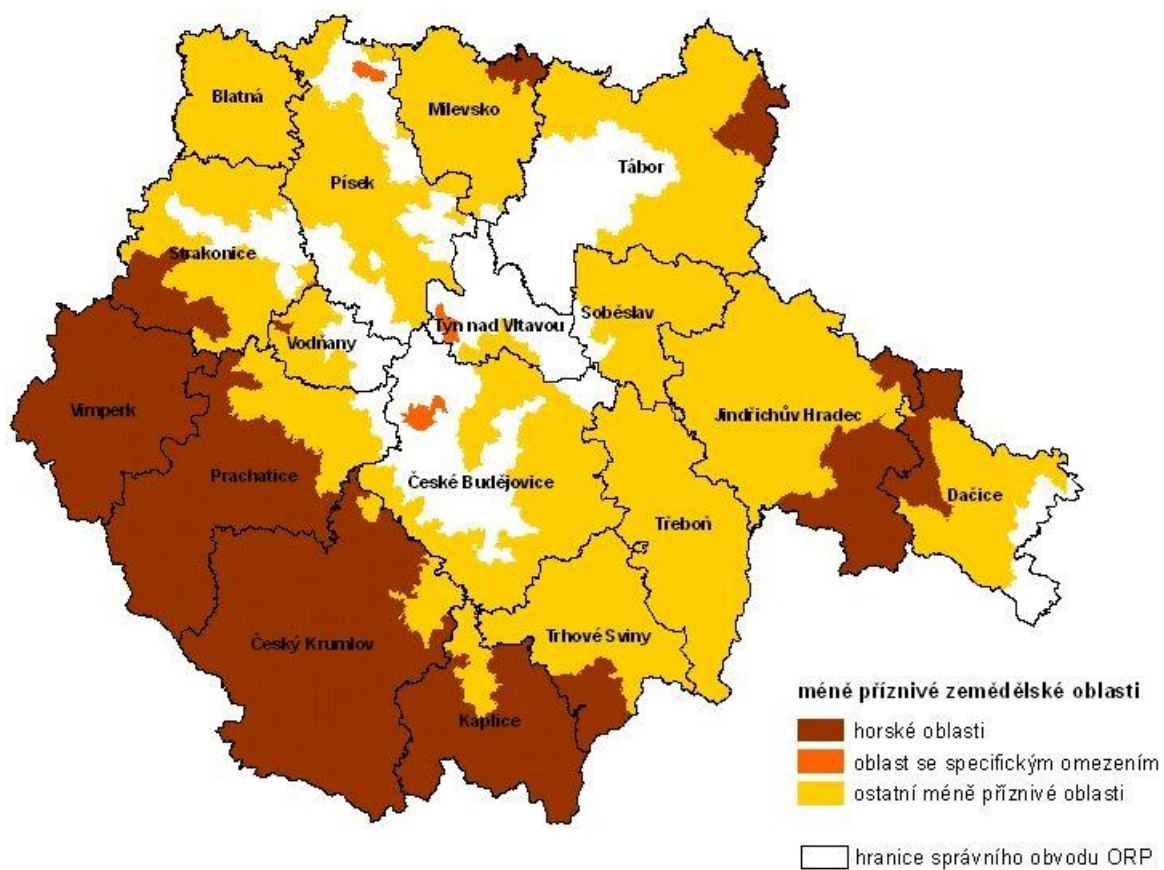 Blatná
Milevsko
Tábor
Písek
Strakonice
Soběslav
Týn nad Vltavou
Vodňany
Vimperk
Jindřichův Hradec
Prachatice
České Budějovice
Dačice
Třeboň
Trhové Sviny
Český Krumlov
Kaplice
méně příznivé zemědělské oblasti
horské oblasti
oblast se specifickým omezením
ostatní méně příznivé oblasti
hranice správního obvodu ORP